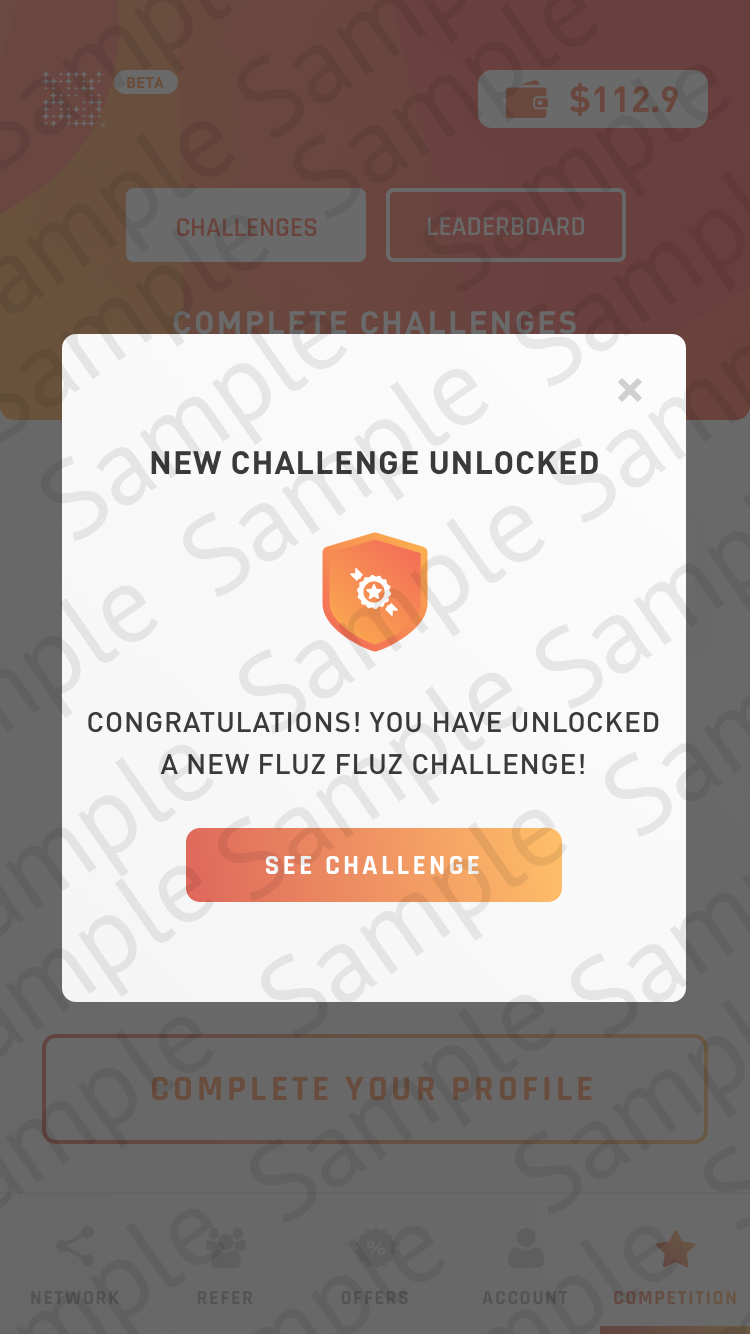 BETA
$112.9
CHALLENGES
LEADERBOARD
COMPLETE CHALLENGES
NEW CHALLENGE UNLOCKED
CONGRATULATIONS! YOU HAVE UNLOCKED
A NEW FLUZ FLUZ CHALLENGE!
SEE CHALLENGE
COMPLETE YOUR PROFILE
NETWORK
REFER
OFFERS
ACCOUNT
COMPETITION
Sample